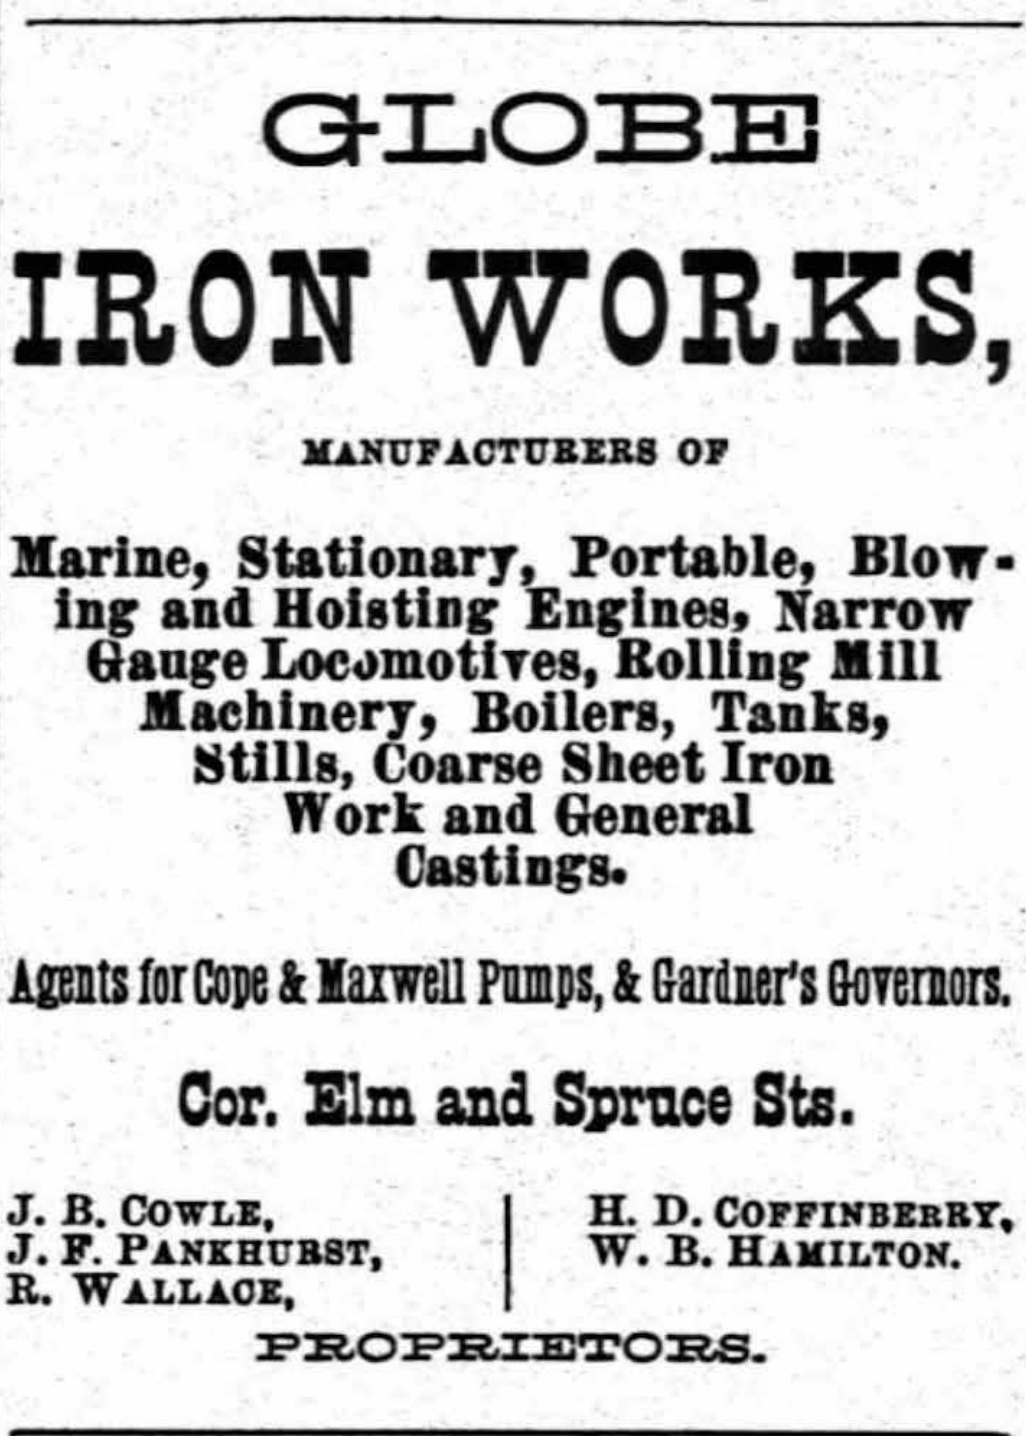 GLOBE
IRON WORKS,
MANUFACTURERS OF
Marine, Stationary, Portable, Blow-
ing and Hoisting Engines, Narrow
Gauge Locomotives, Rolling Mill
Machinery, Boilers, Tanks,
Stills, Coarse Sheet Iron
Work and General
Castings.
Agents for Cope & Maxwell Pumps, & Gardner's Governors.
Cor. Elm and Spruce Sts.
J. B. COWLE,
J. F. PANKHURST,
R. WALLACE,
H. D. COFFINBERRY,
W. B. HAMILTON.
PROPRIETORS.